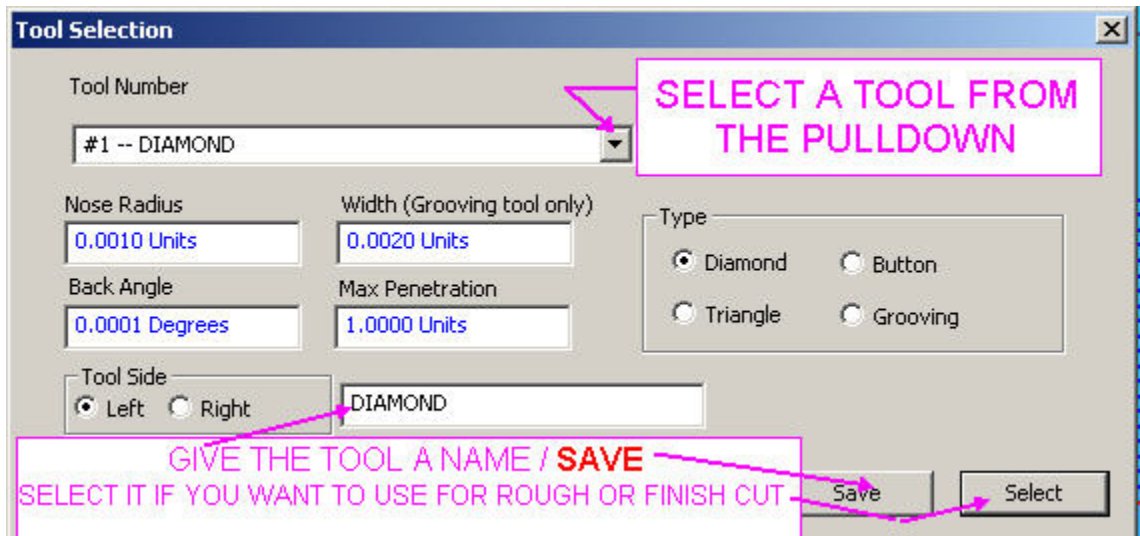 Tool Selection
Tool Number
SELECT A TOOL FROM
THE PULLDOWN
#1 -- DIAMOND
Nose Radius
Width (Grooving tool only)
Type
0.0010 Units
0.0020 Units
Diamond
Button
Back Angle
Max Penetration
0.0001 Degrees
1.0000 Units
Triangle
Grooving
Tool Side
Left
Right
DIAMOND
GIVE THE TOOL A NAME / SAVE
SELECT IT IF YOU WANT TO USE FOR ROUGH OR FINISH CUT
Save
Select